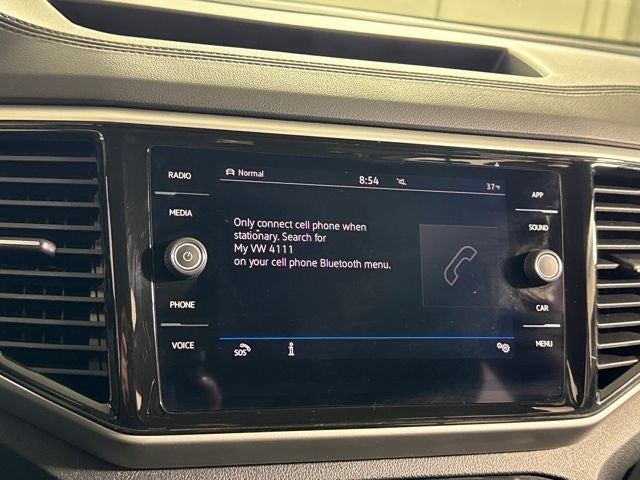 RADIO
MEDIA
PHONE
VOICE
Normal
8:54
37°F
Only connect cell phone when
stationary. Search for
My VW 4111
on your cell phone Bluetooth menu.
SOS
i
APP
SOUND
CAR
MENU